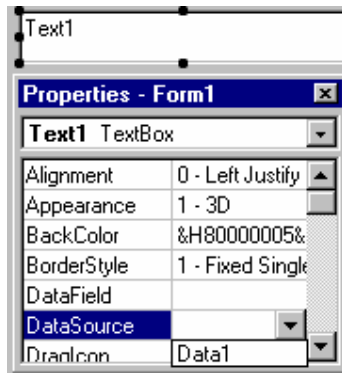 Text1
Properties - Form1
Text1 TextBox
Alignment 0 - Left Justify
Appearance 1 - 3D
BackColor &H80000005&
BorderStyle 1 - Fixed Single
DataField
DataSource
DragIcon Data1